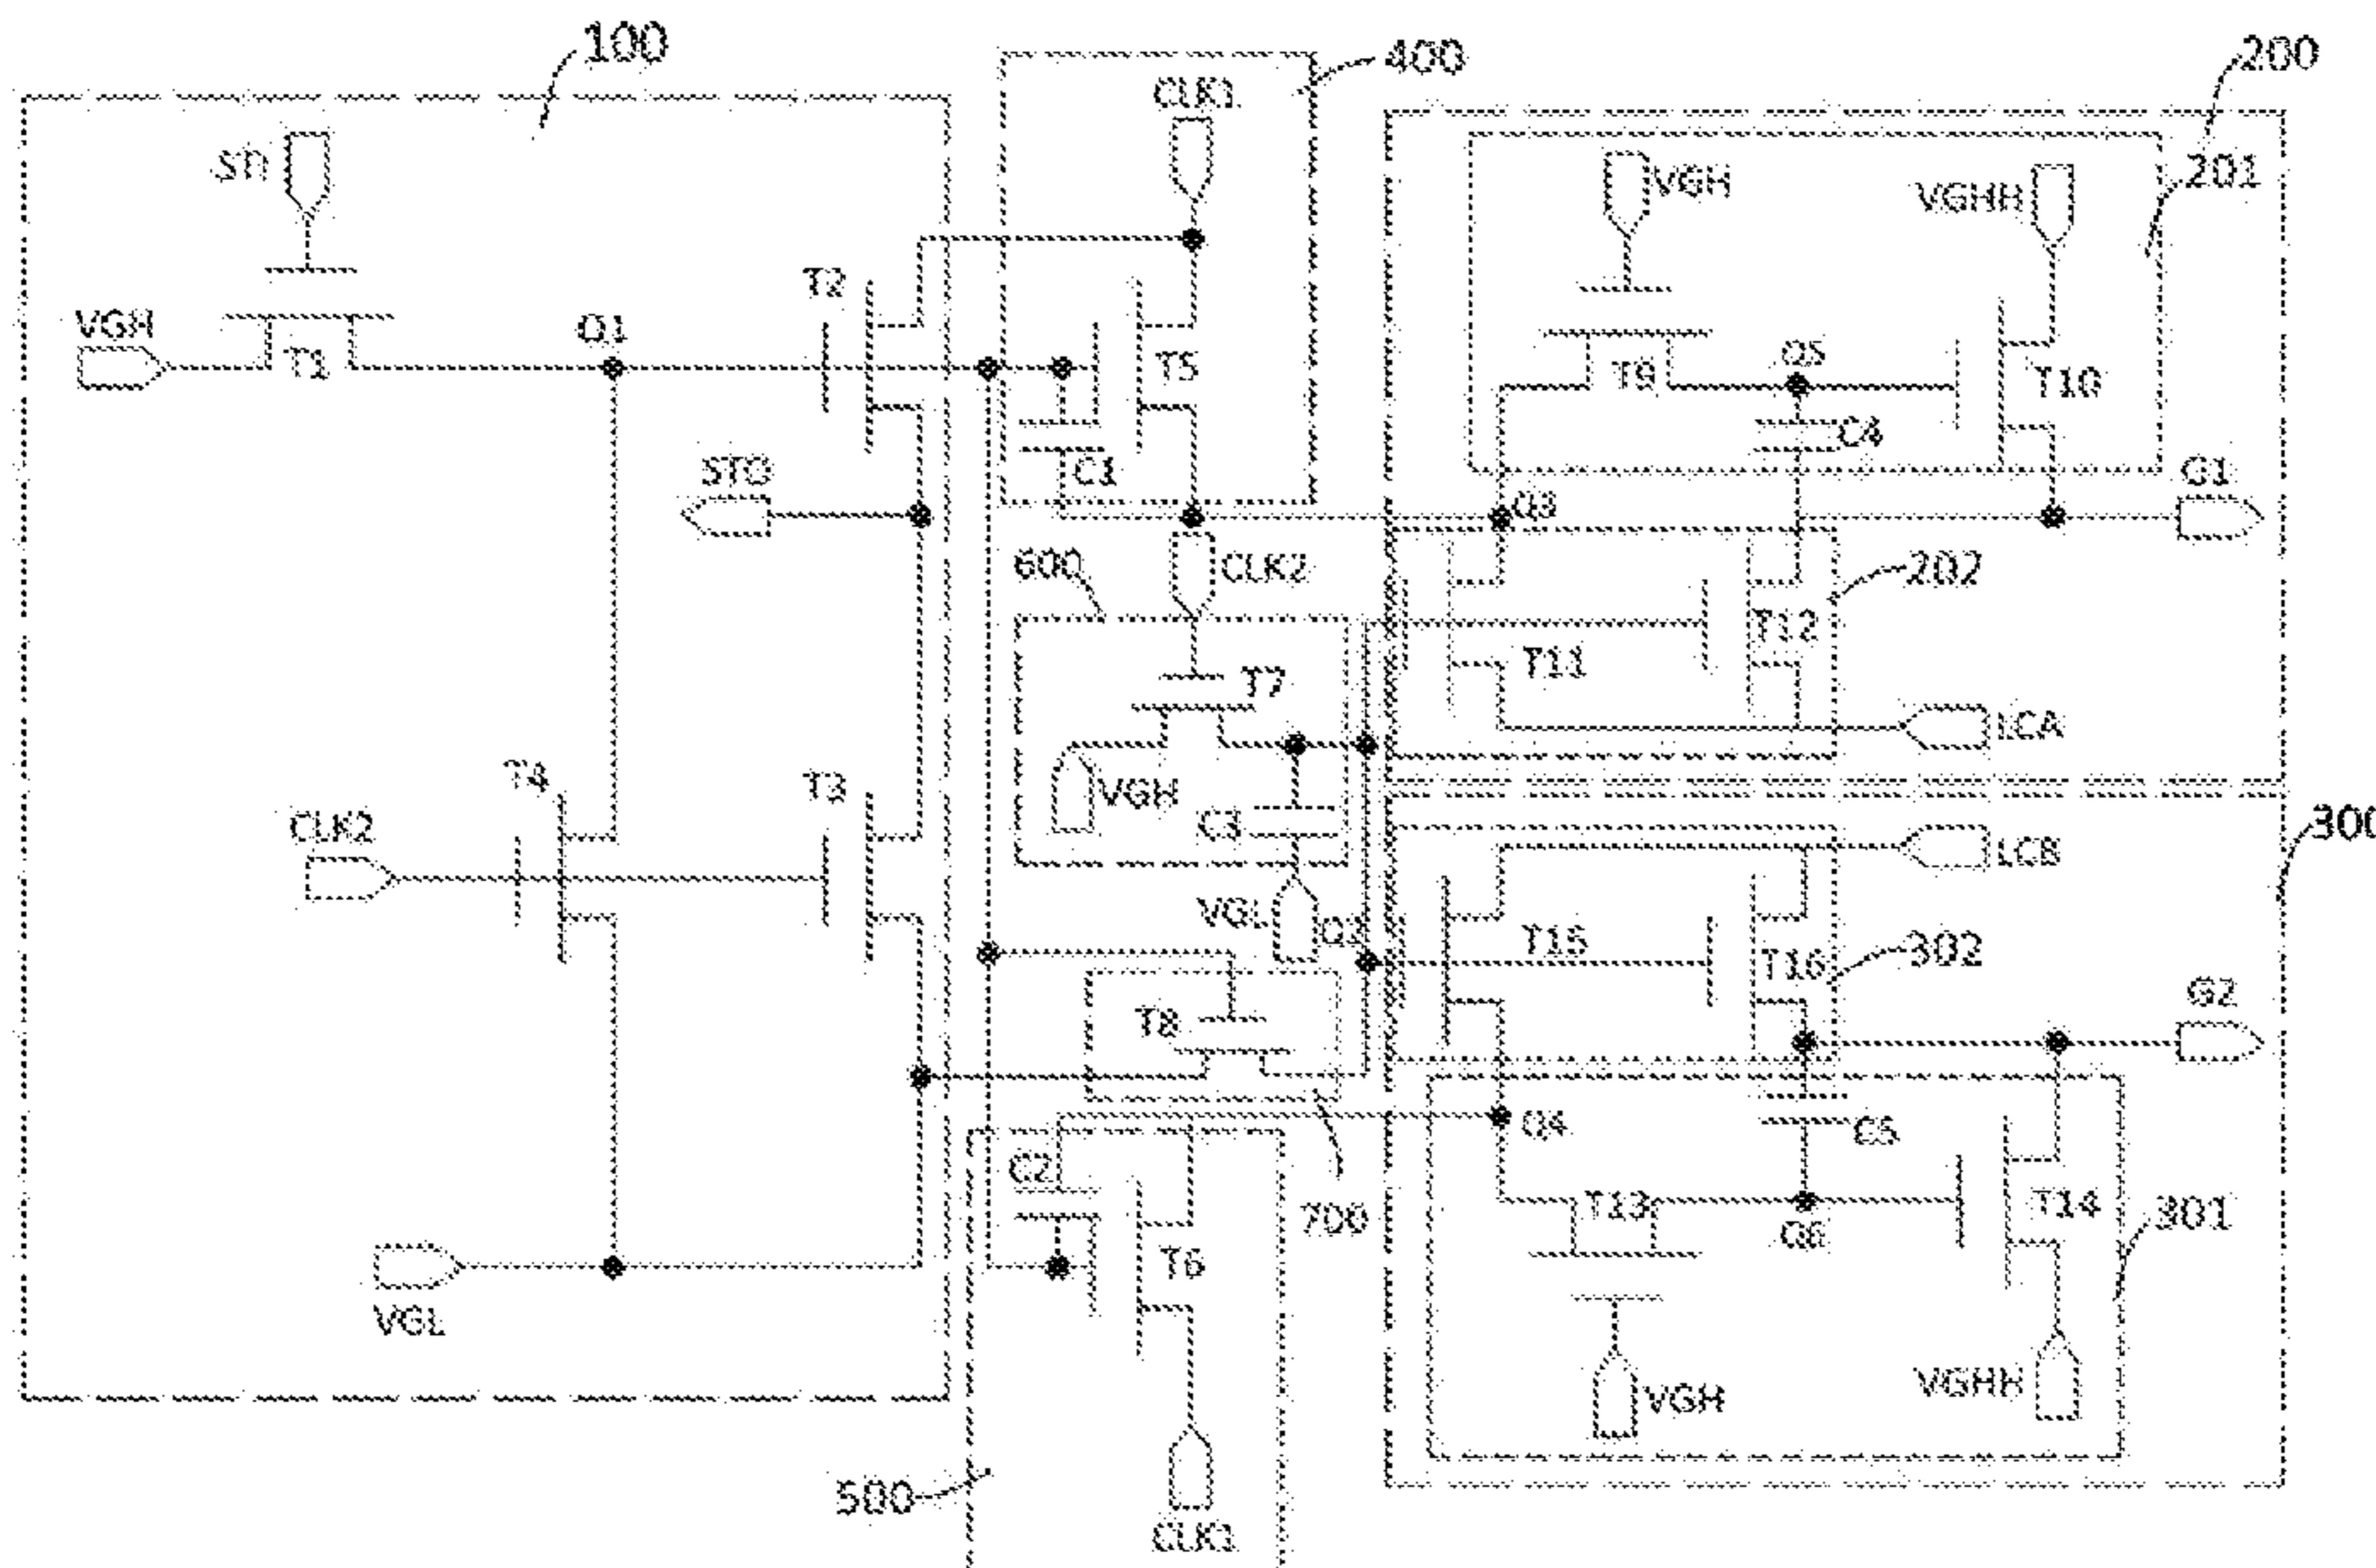 100
400
200
CLK1
STI
VGH
201
VGHH
T2
VGH
Q1
T1
T5
Q5
T9
T10
C4
STO
C1
G1
Q3
600
CLK2
202
T12
T11
T7
LCA
T4
T3
VGH
CLK2
C3
300
LCB
VGL
Q2
T15
T16
302
G2
T8
Q4
C5
C2
700
T13
T14
301
Q6
T6
VGL
VGH
VGHH
500
CLK1